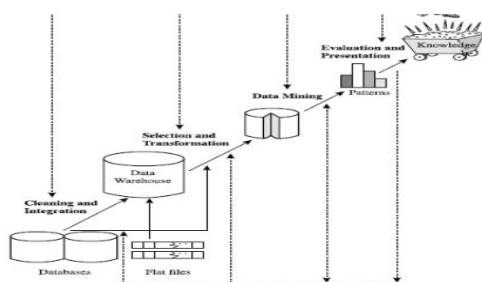 Evaluation and
Presentation
Knowledge
Data Mining
Patterns
Selection and
Transformation
Data
Warehouse
Cleaning and
Integration
Databases
Flat files